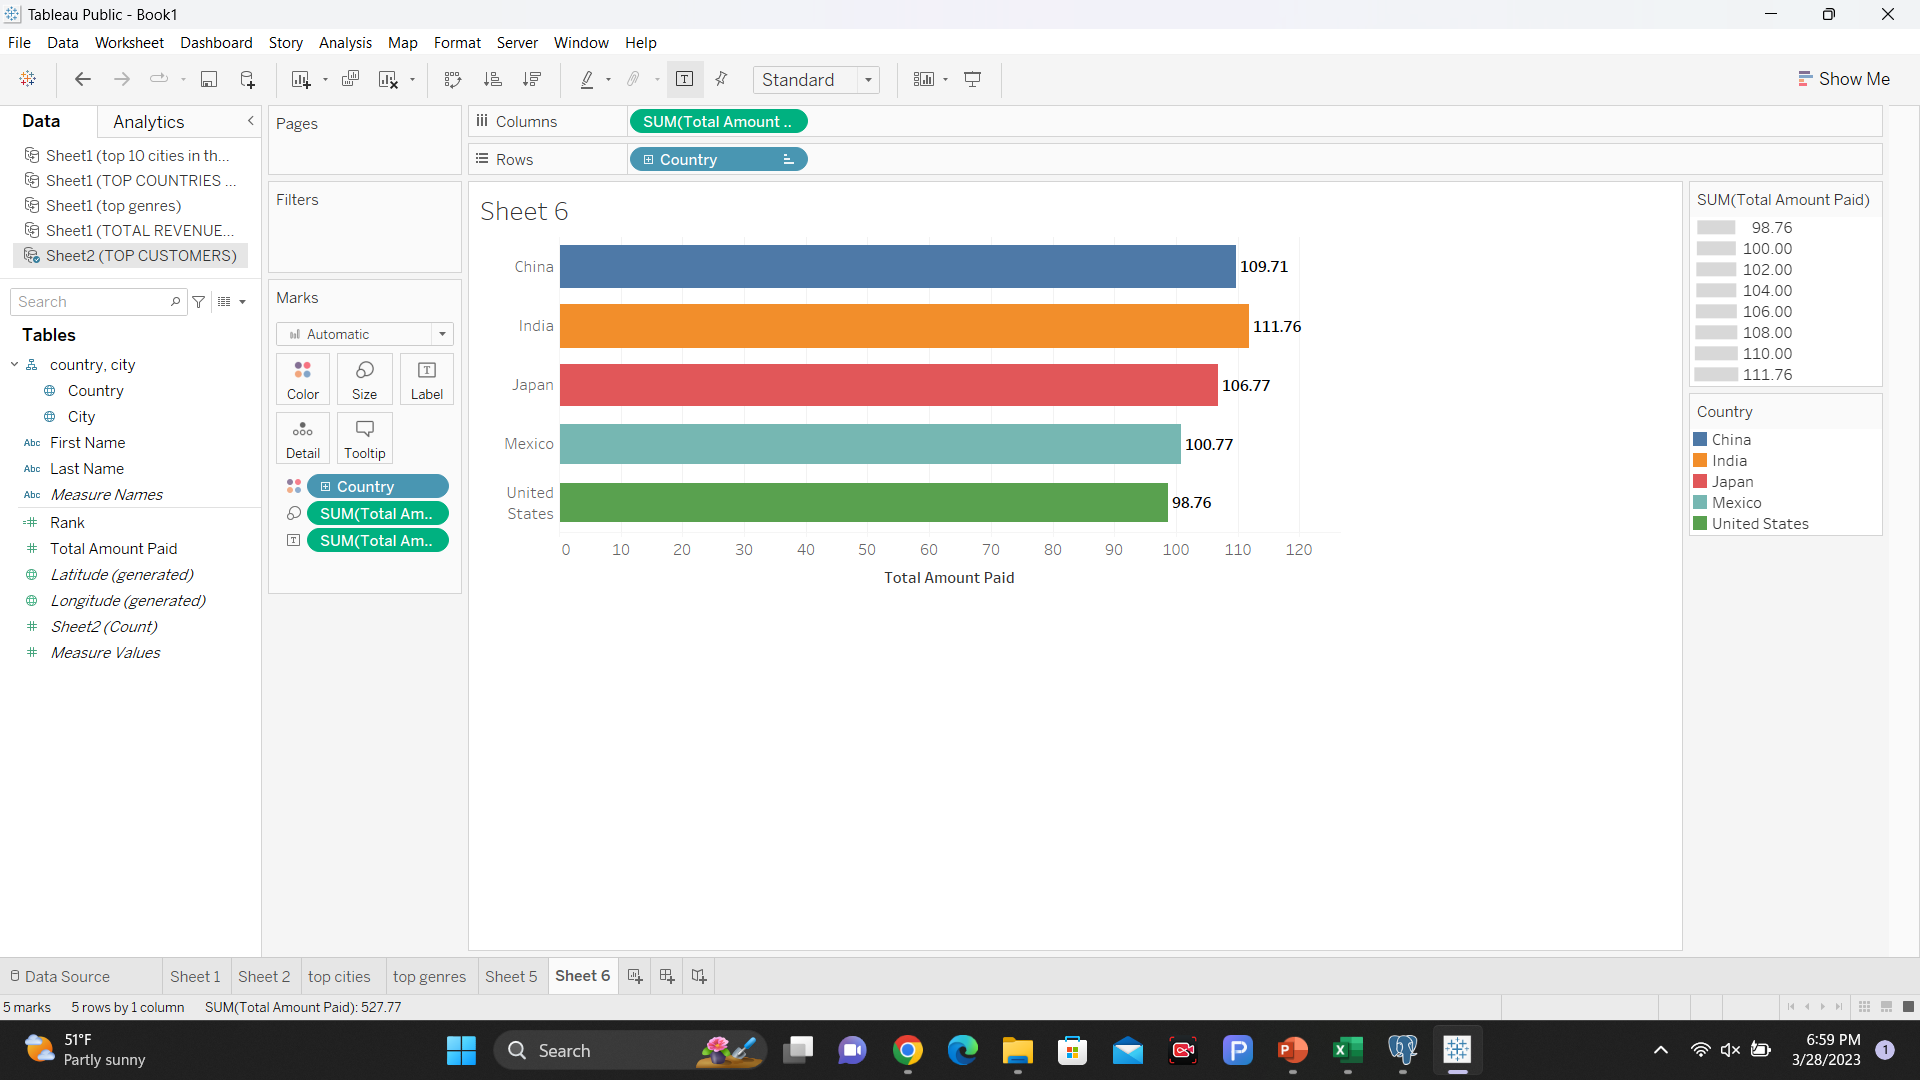 Tableau Public - Book1
File Data Worksheet Dashboard Story Analysis Map Format Server Window Help
T Standard Show Me
Data Analytics
Sheet1 (top 10 cities in th...
Sheet1 (TOP COUNTRIES ...
Sheet1 (top genres)
Sheet1 (TOTAL REVENUE...
Sheet2 (TOP CUSTOMERS)
Search
Tables
country, city
Country
City
Abc First Name
Abc Last Name
Abc Measure Names
Rank
Total Amount Paid
Latitude (generated)
Longitude (generated)
Sheet2 (Count)
Measure Values
Pages
Filters
Marks
Automatic
Color Size T Label
Detail Tooltip
Country
SUM(Total Am..
T SUM(Total Am..
Columns SUM(Total Amount ..
Rows Country
Sheet 6
China 109.71
India 111.76
Japan 106.77
Mexico 100.77
United States 98.76
0 10 20 30 40 50 60 70 80 90 100 110 120
Total Amount Paid
SUM(Total Amount Paid)
98.76
100.00
102.00
104.00
106.00
108.00
110.00
111.76
Country
China
India
Japan
Mexico
United States
Data Source Sheet 1 Sheet 2 top cities top genres Sheet 5 Sheet 6
5 marks 5 rows by 1 column SUM(Total Amount Paid): 527.77
51°F
Partly sunny
Search
P
P
X
6:59 PM
3/28/2023
1